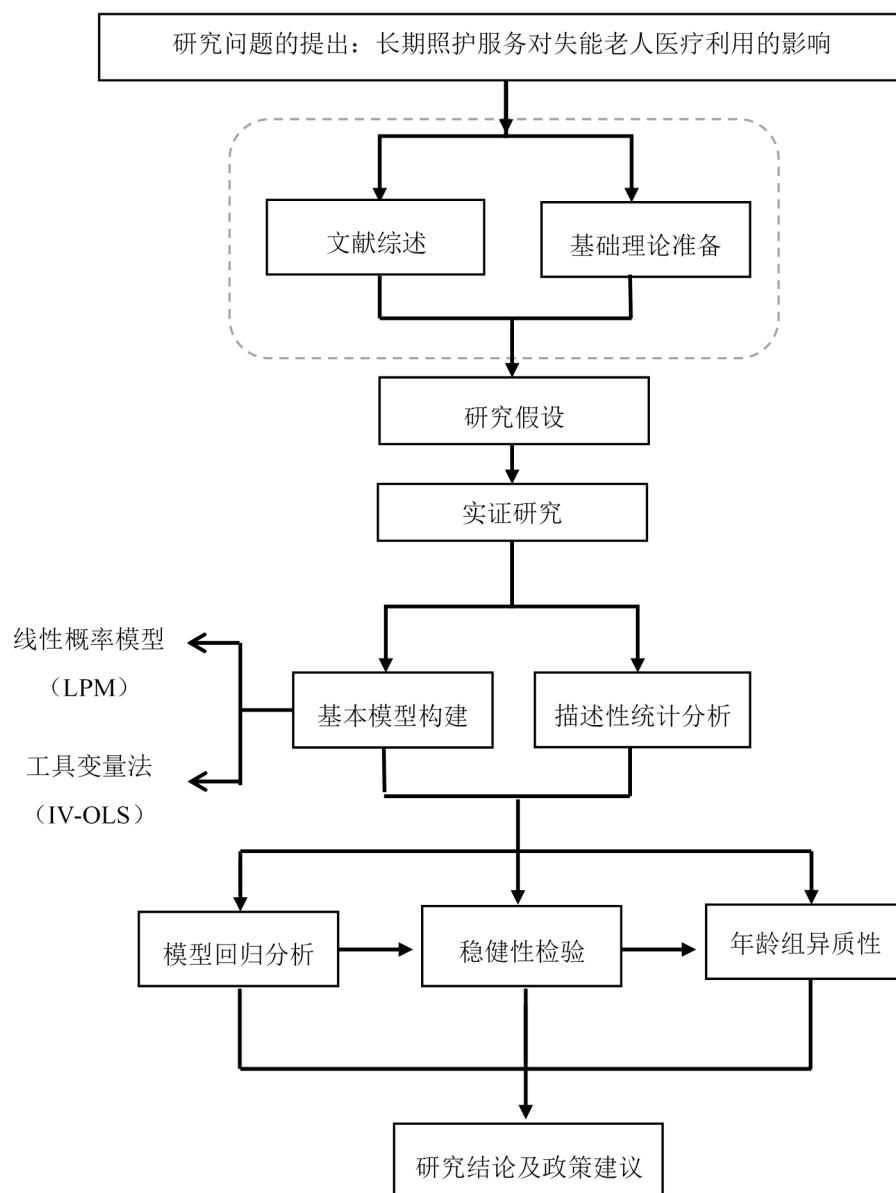 研究问题的提出：长期照护服务对失能老人医疗利用的影响
文献综述
基础理论准备
研究假设
实证研究
线性概率模型
（LPM）
工具变量法
（IV-OLS）
基本模型构建
描述性统计分析
模型回归分析
稳健性检验
年龄组异质性
研究结论及政策建议